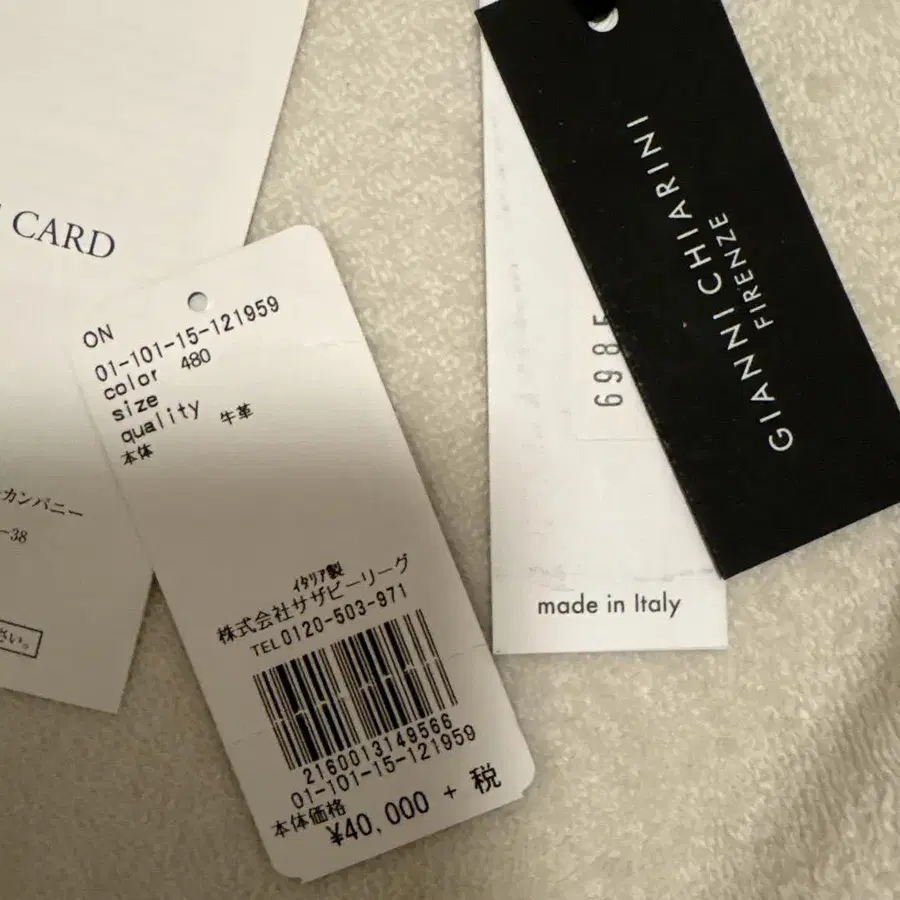 CARD
カンパニー
-38
さい。
ON
01-101-15-121959
color 480
size
quality
本体 牛革
イタリア製
株式会社サザビーリーグ
TEL0120-503-971
2160013149566
01-101-15-121959
本体価格
¥40,000 + 税
GIANNI CHIARINI
FIRENZE
6985
made in Italy